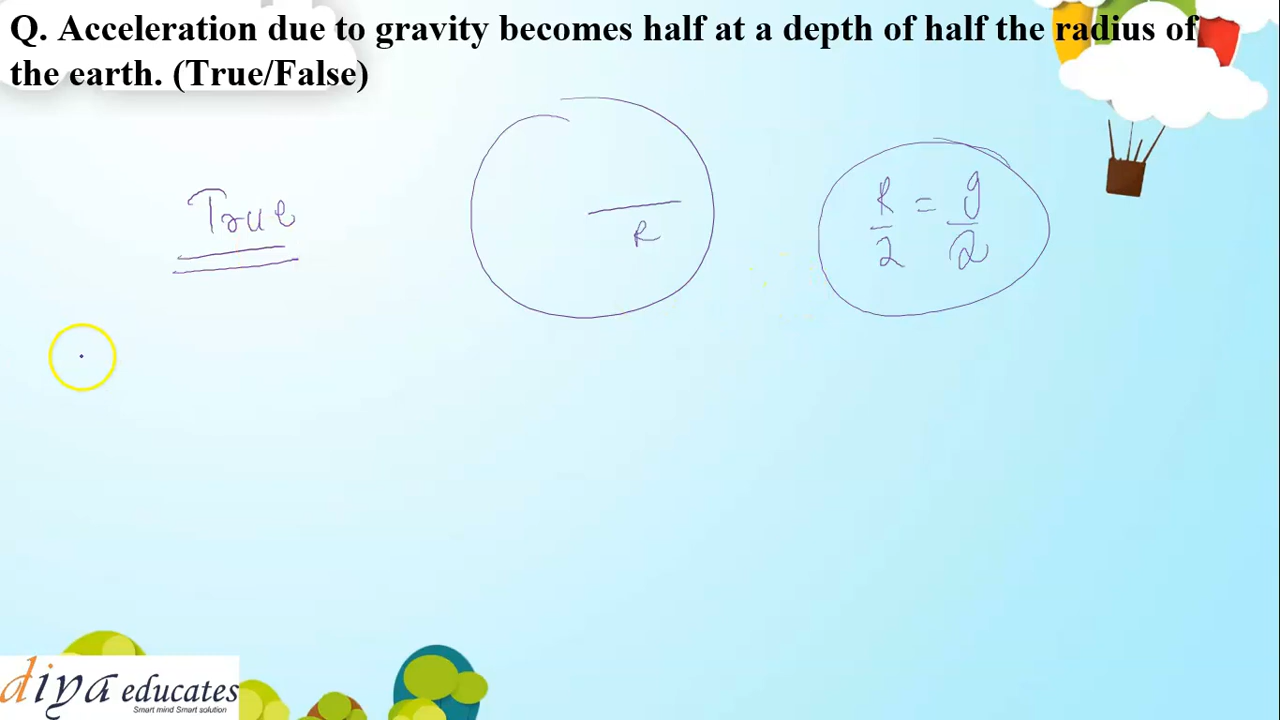 Q. Acceleration due to gravity becomes half at a depth of half the radius of
the earth. (True/False)
True
R
R/2 = g/2
diya educates
Smart mind Smart solution